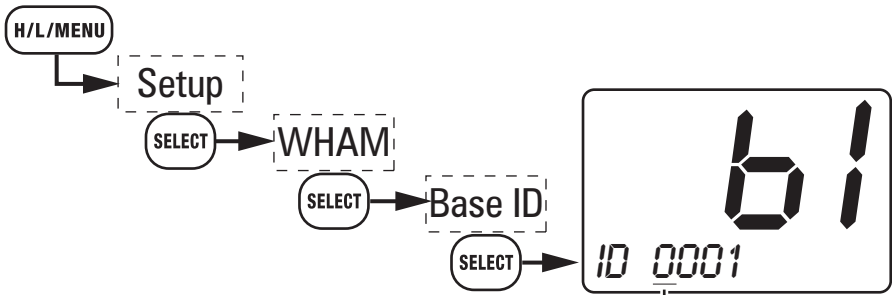 H/L/MENU
Setup
SELECT
WHAM
SELECT
Base ID
SELECT
b1
ID 0001